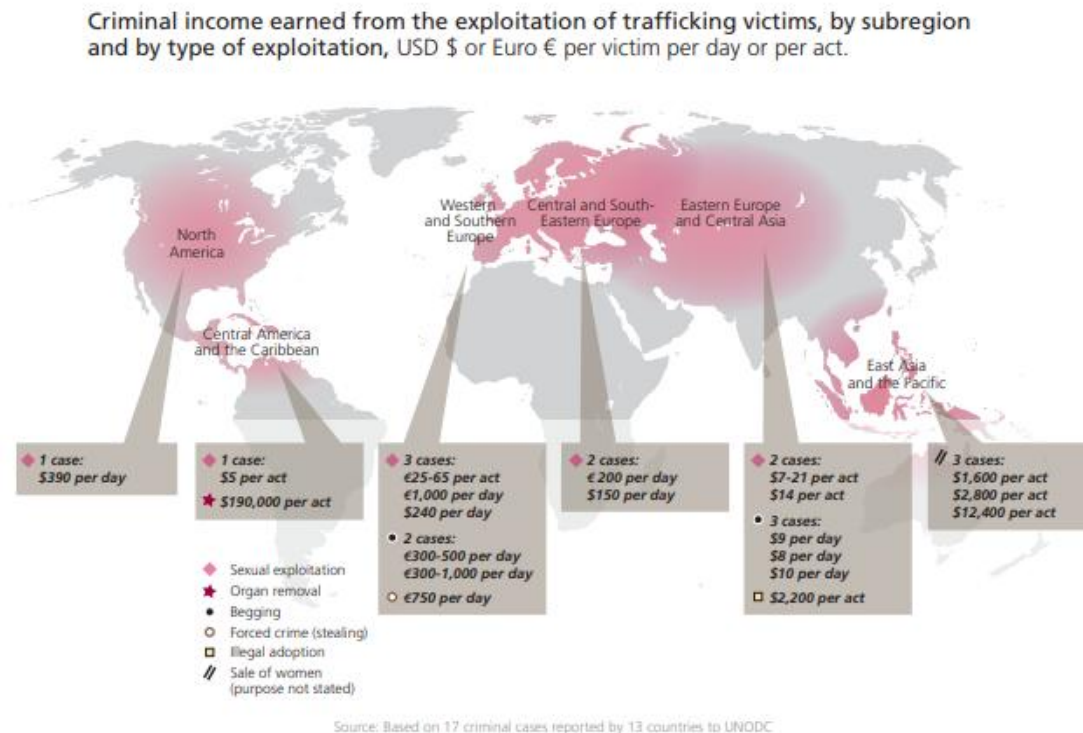 Criminal income earned from the exploitation of trafficking victims, by subregion
and by type of exploitation, USD $ or Euro € per victim per day or per act.
North
America
Central America
and the Caribbean
Western
and Southern
Europe
Central and South-
Eastern Europe
Eastern Europe
and Central Asia
East Asia
and the Pacific
1 case:
$390 per day
1 case:
$5 per act
$190,000 per act
3 cases:
€25-65 per act
€1,000 per day
$240 per day
2 cases:
€300-500 per day
€300-1,000 per day
€750 per day
2 cases:
€200 per day
$150 per day
2 cases:
$7-21 per act
$14 per act
3 cases:
$9 per day
$8 per day
$10 per day
$2,200 per act
3 cases:
$1,600 per act
$2,800 per act
$12,400 per act
Sexual exploitation
Organ removal
Begging
Forced crime (stealing)
Illegal adoption
Sale of women
(purpose not stated)
Source: Based on 17 criminal cases reported by 13 countries to UNODC